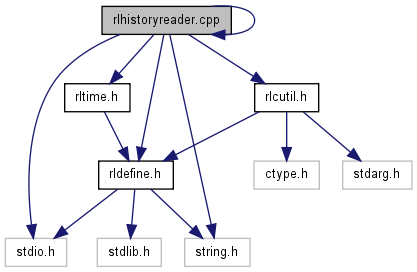 rlhistoryreader.cpp
rltime.h
rlcutil.h
rldefine.h
ctype.h
stdarg.h
stdio.h
stdlib.h
string.h